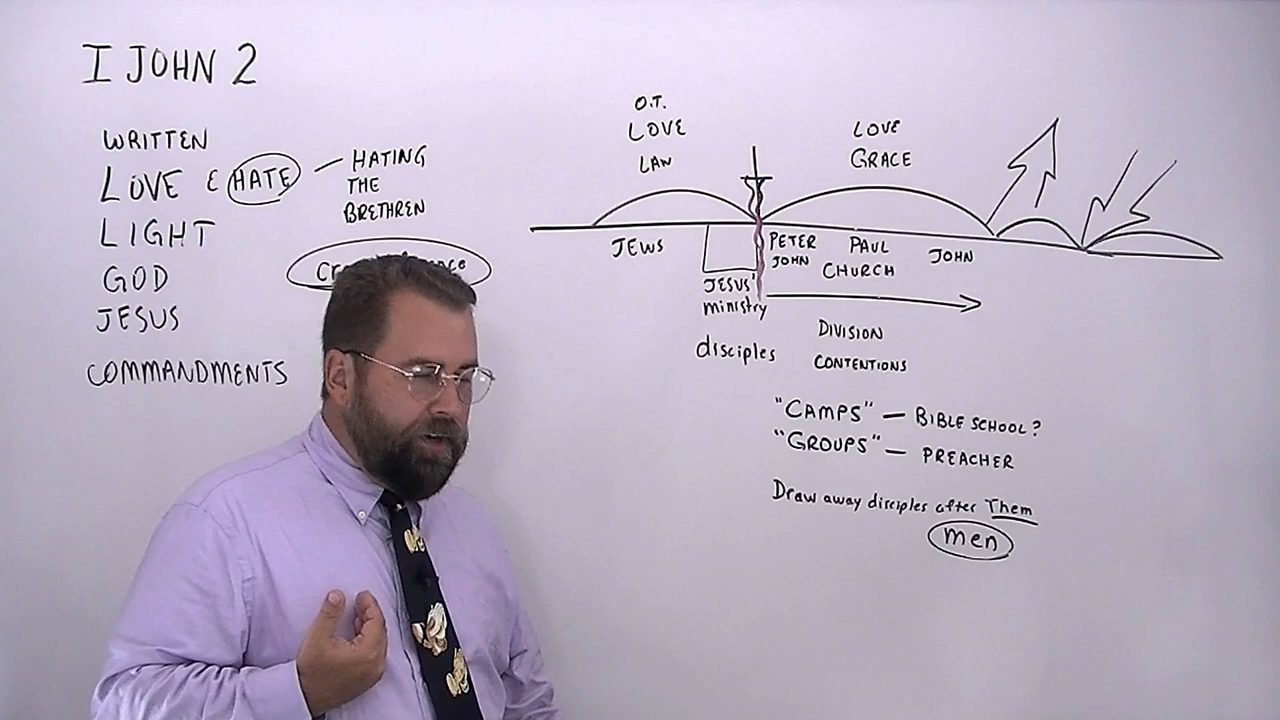 I JOHN 2
WRITTEN
LOVE & HATE – HATING
THE
BRETHREN
LIGHT
GOD
JESUS
COMMANDMENTS
O.T.
LOVE
LAW
LOVE
GRACE
JEWS
JESUS'
ministry
disciples
PETER
JOHN
PAUL
CHURCH
JOHN
DIVISION
CONTENTIONS
"CAMPS" — BIBLE SCHOOL?
"GROUPS" — PREACHER
Draw away disciples after Them
men